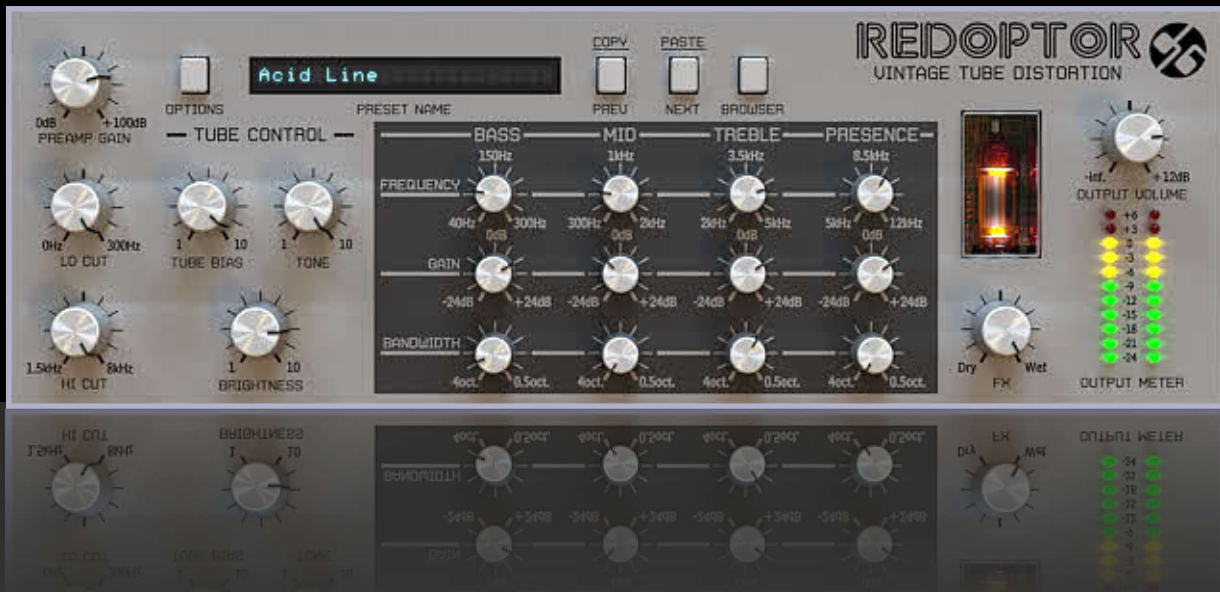 REDOPTOR
VINTAGE TUBE DISTORTION
COPY PASTE
Acid Line
OPTIONS PRESET NAME PREV NEXT BROWSER
0dB +100dB
PREAMP GAIN
TUBE CONTROL
0Hz 300Hz
LO CUT
1 10
TUBE BIAS
1 10
TONE
1.5kHz 8kHz
HI CUT
1 10
BRIGHTNESS
BASS MID TREBLE PRESENCE
150Hz 1kHz 3.5kHz 8.5kHz
FREQUENCY
40Hz 300Hz 300Hz 2kHz 2kHz 5kHz 5kHz 12kHz
0dB 0dB 0dB 0dB
GAIN
-24dB +24dB -24dB +24dB -24dB +24dB -24dB +24dB
BANDWIDTH
4oct. 0.5oct. 4oct. 0.5oct. 4oct. 0.5oct. 4oct. 0.5oct.
-inf. +12dB
OUTPUT VOLUME
+6
+3
0
-3
-6
-9
-12
-15
-18
-21
-24
OUTPUT METER
Dry Wet
FX